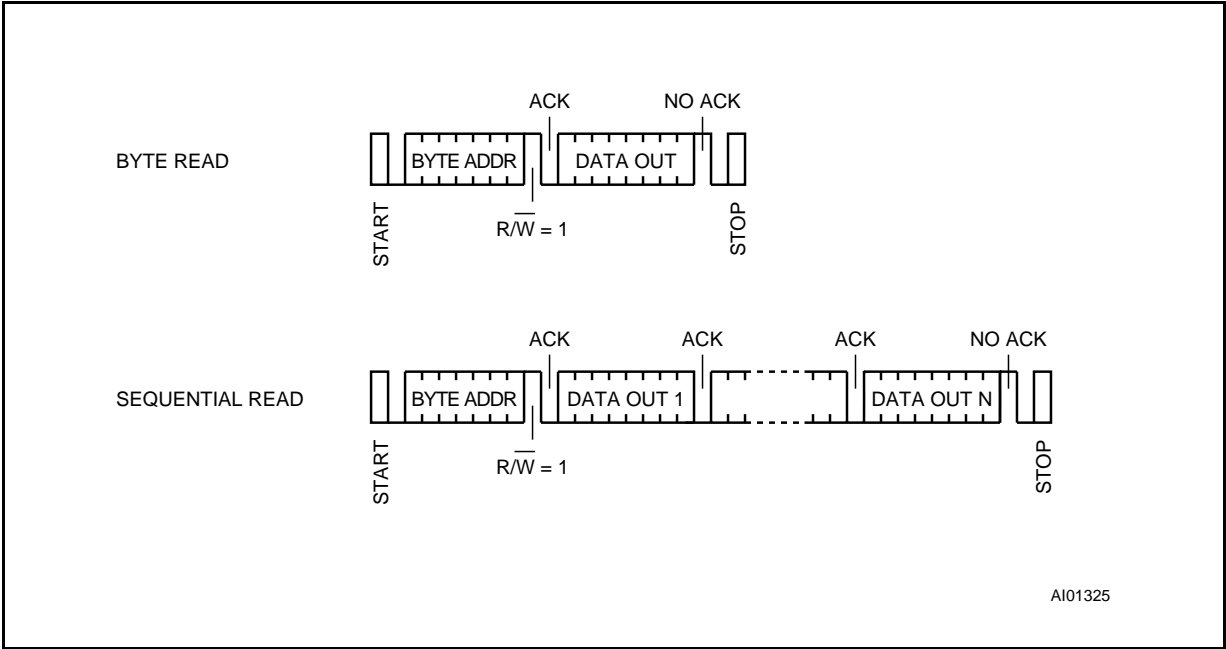 ACK NO ACK
BYTE READ BYTE ADDR DATA OUT
START R/W̅ = 1 STOP
ACK ACK ACK NO ACK
SEQUENTIAL READ BYTE ADDR DATA OUT 1 DATA OUT N
START R/W̅ = 1 STOP
AI01325